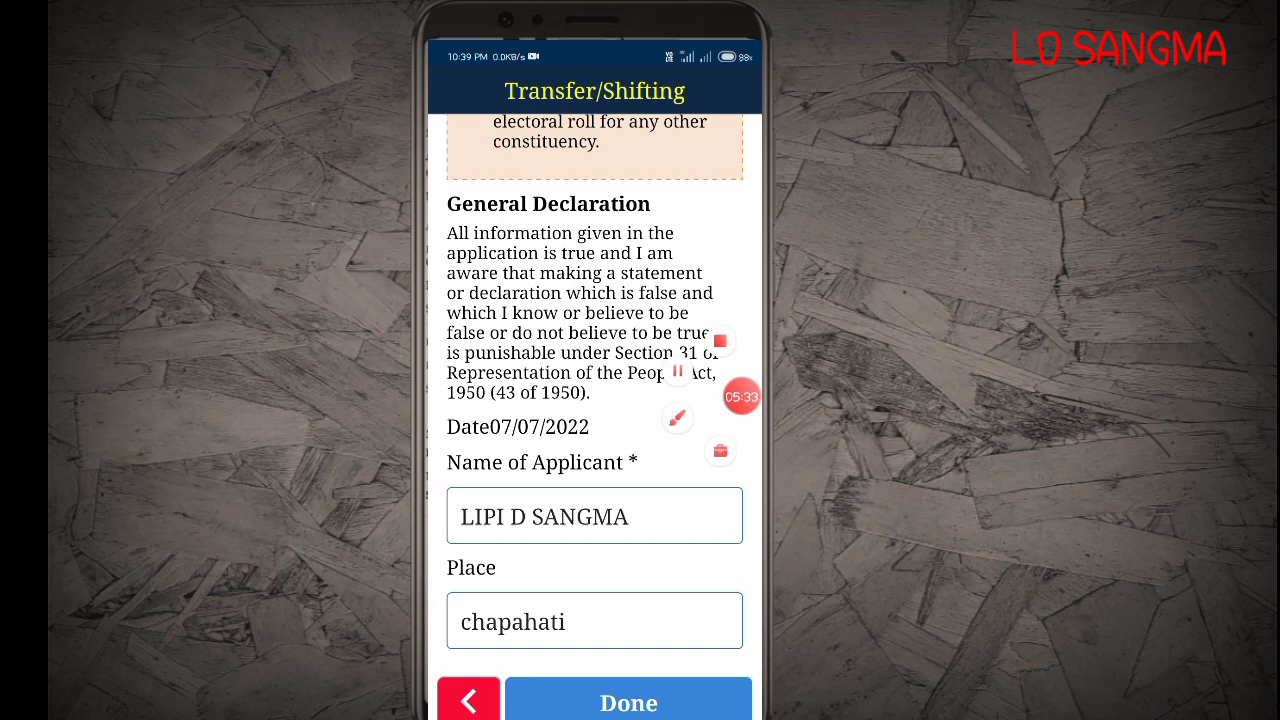 LD SANGMA
10:39 PM 0.0KB/s
88%
Transfer/Shifting
electoral roll for any other
constituency.
General Declaration
All information given in the
application is true and I am
aware that making a statement
or declaration which is false and
which I know or believe to be
false or do not believe to be true,
is punishable under Section 31 of
Representation of the People Act,
1950 (43 of 1950).
05:33
Date07/07/2022
Name of Applicant *
LIPI D SANGMA
Place
chapahati
Done